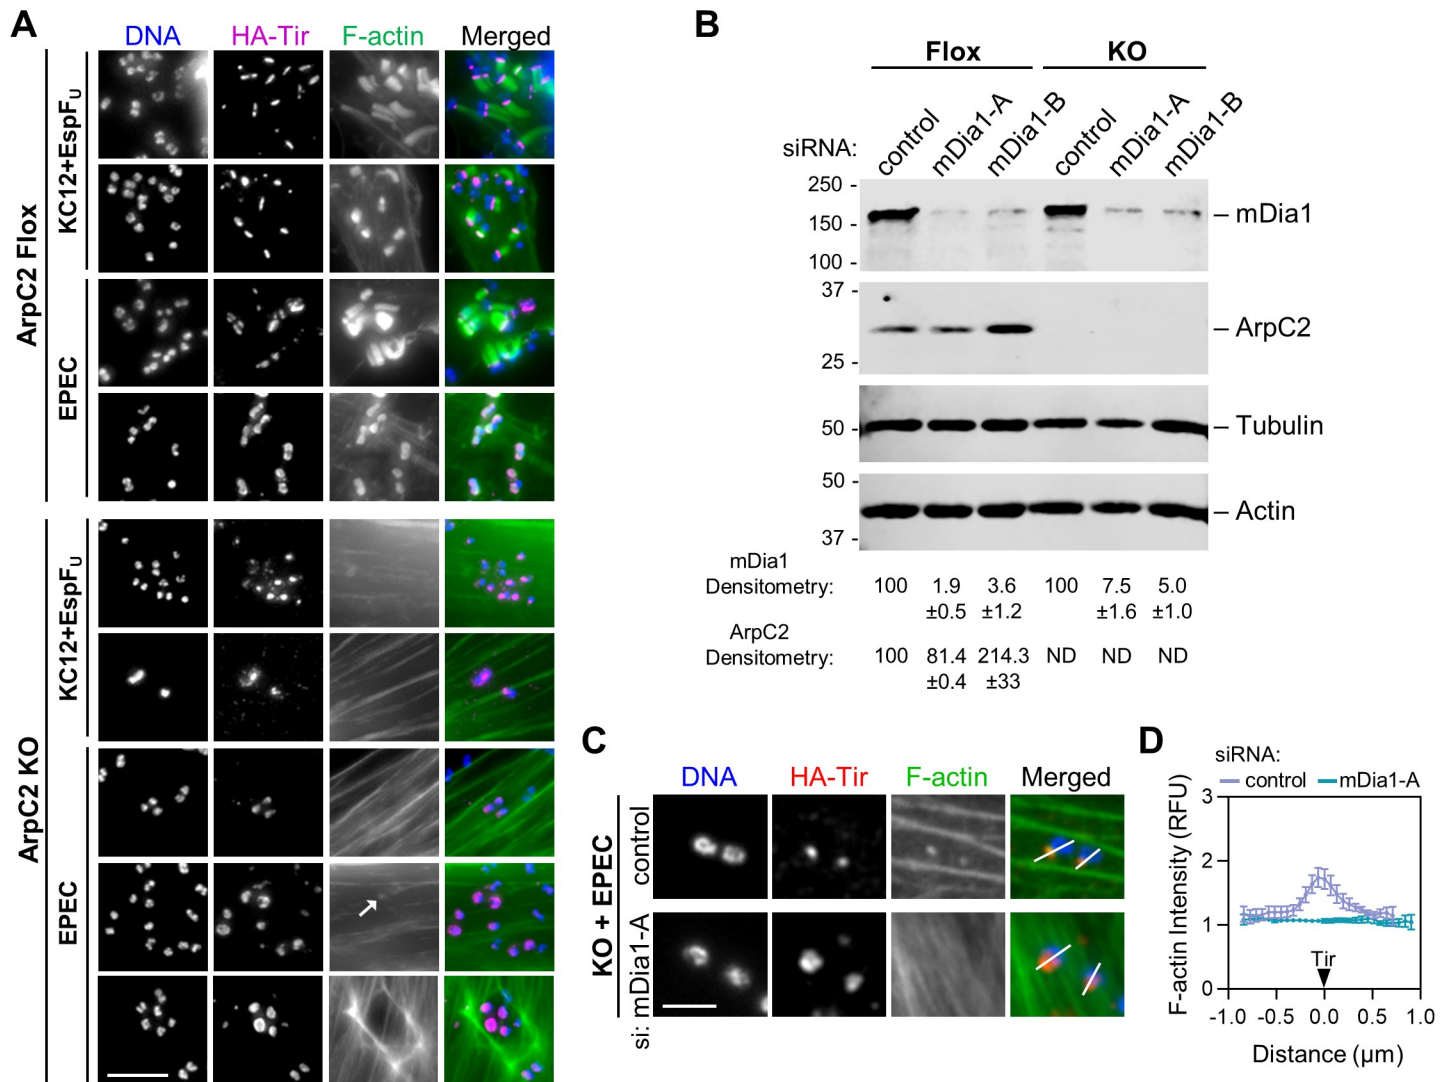 A
DNA HA-Tir F-actin Merged
ArpC2 Flox
KC12+EspFU
EPEC
ArpC2 KO
KC12+EspFU
EPEC
B
Flox KO
siRNA: control mDia1-A mDia1-B control mDia1-A mDia1-B
250 -
150 -
100 -
– mDia1
37 -
25 -
– ArpC2
50 -
– Tubulin
50 -
37 -
– Actin
mDia1
Densitometry: 100 1.9 3.6 100 7.5 5.0
±0.5 ±1.2 ±1.6 ±1.0
ArpC2
Densitometry: 100 81.4 214.3 ND ND ND
±0.4 ±33
C
DNA HA-Tir F-actin Merged
KO + EPEC
control
si: mDia1-A
D
siRNA:
control mDia1-A
F-actin Intensity (RFU)
3
2
1
0
Tir
-1.0 -0.5 0.0 0.5 1.0
Distance (µm)